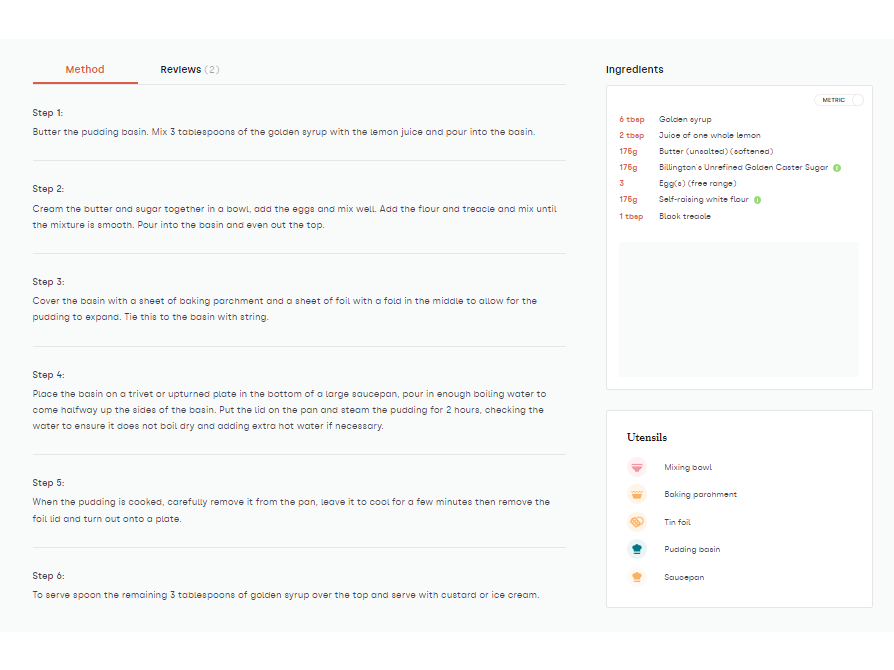 Method
Reviews (2)
Step 1:
Butter the pudding basin. Mix 3 tablespoons of the golden syrup with the lemon juice and pour into the basin.
Step 2:
Cream the butter and sugar together in a bowl, add the eggs and mix well. Add the flour and treacle and mix until
the mixture is smooth. Pour into the basin and even out the top.
Step 3:
Cover the basin with a sheet of baking parchment and a sheet of foil with a fold in the middle to allow for the
pudding to expand. Tie this to the basin with string.
Step 4:
Place the basin on a trivet or upturned plate in the bottom of a large saucepan, pour in enough boiling water to
come halfway up the sides of the basin. Put the lid on the pan and steam the pudding for 2 hours, checking the
water to ensure it does not boil dry and adding extra hot water if necessary.
Step 5:
When the pudding is cooked, carefully remove it from the pan, leave it to cool for a few minutes then remove the
foil lid and turn out onto a plate.
Step 6:
To serve spoon the remaining 3 tablespoons of golden syrup over the top and serve with custard or ice cream.
Ingredients
METRIC
6 tbsp Golden syrup
2 tbsp Juice of one whole lemon
175g Butter (unsalted) (softened)
175g Billington's Unrefined Golden Caster Sugar
3 Egg(s) (free range)
175g Self-raising white flour
1 tbsp Black treacle
Utensils
Mixing bowl
Baking parchment
Tin foil
Pudding basin
Saucepan